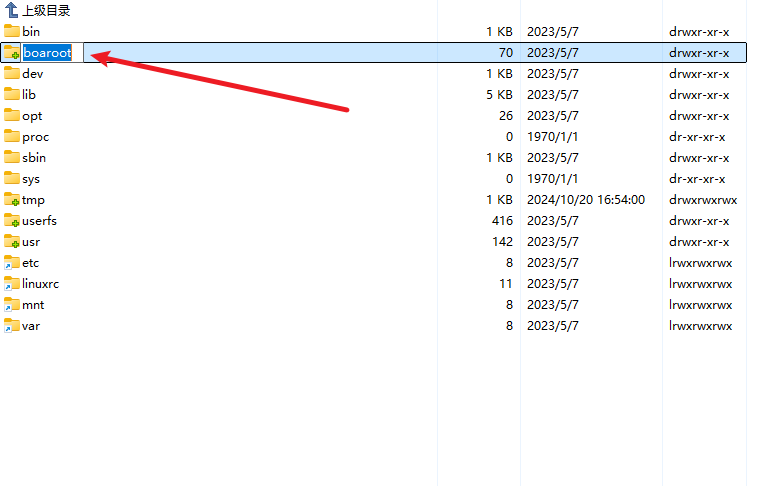 上级目录
bin 1 KB 2023/5/7 drwxr-xr-x
boaroot 70 2023/5/7 drwxr-xr-x
dev 1 KB 2023/5/7 drwxr-xr-x
lib 5 KB 2023/5/7 drwxr-xr-x
opt 26 2023/5/7 drwxr-xr-x
proc 0 1970/1/1 dr-xr-xr-x
sbin 1 KB 2023/5/7 drwxr-xr-x
sys 0 1970/1/1 dr-xr-xr-x
tmp 1 KB 2024/10/20 16:54:00 drwxrwxrwx
userfs 416 2023/5/7 drwxr-xr-x
usr 142 2023/5/7 drwxr-xr-x
etc 8 2023/5/7 lrwxrwxrwx
linuxrc 11 2023/5/7 lrwxrwxrwx
mnt 8 2023/5/7 lrwxrwxrwx
var 8 2023/5/7 lrwxrwxrwx